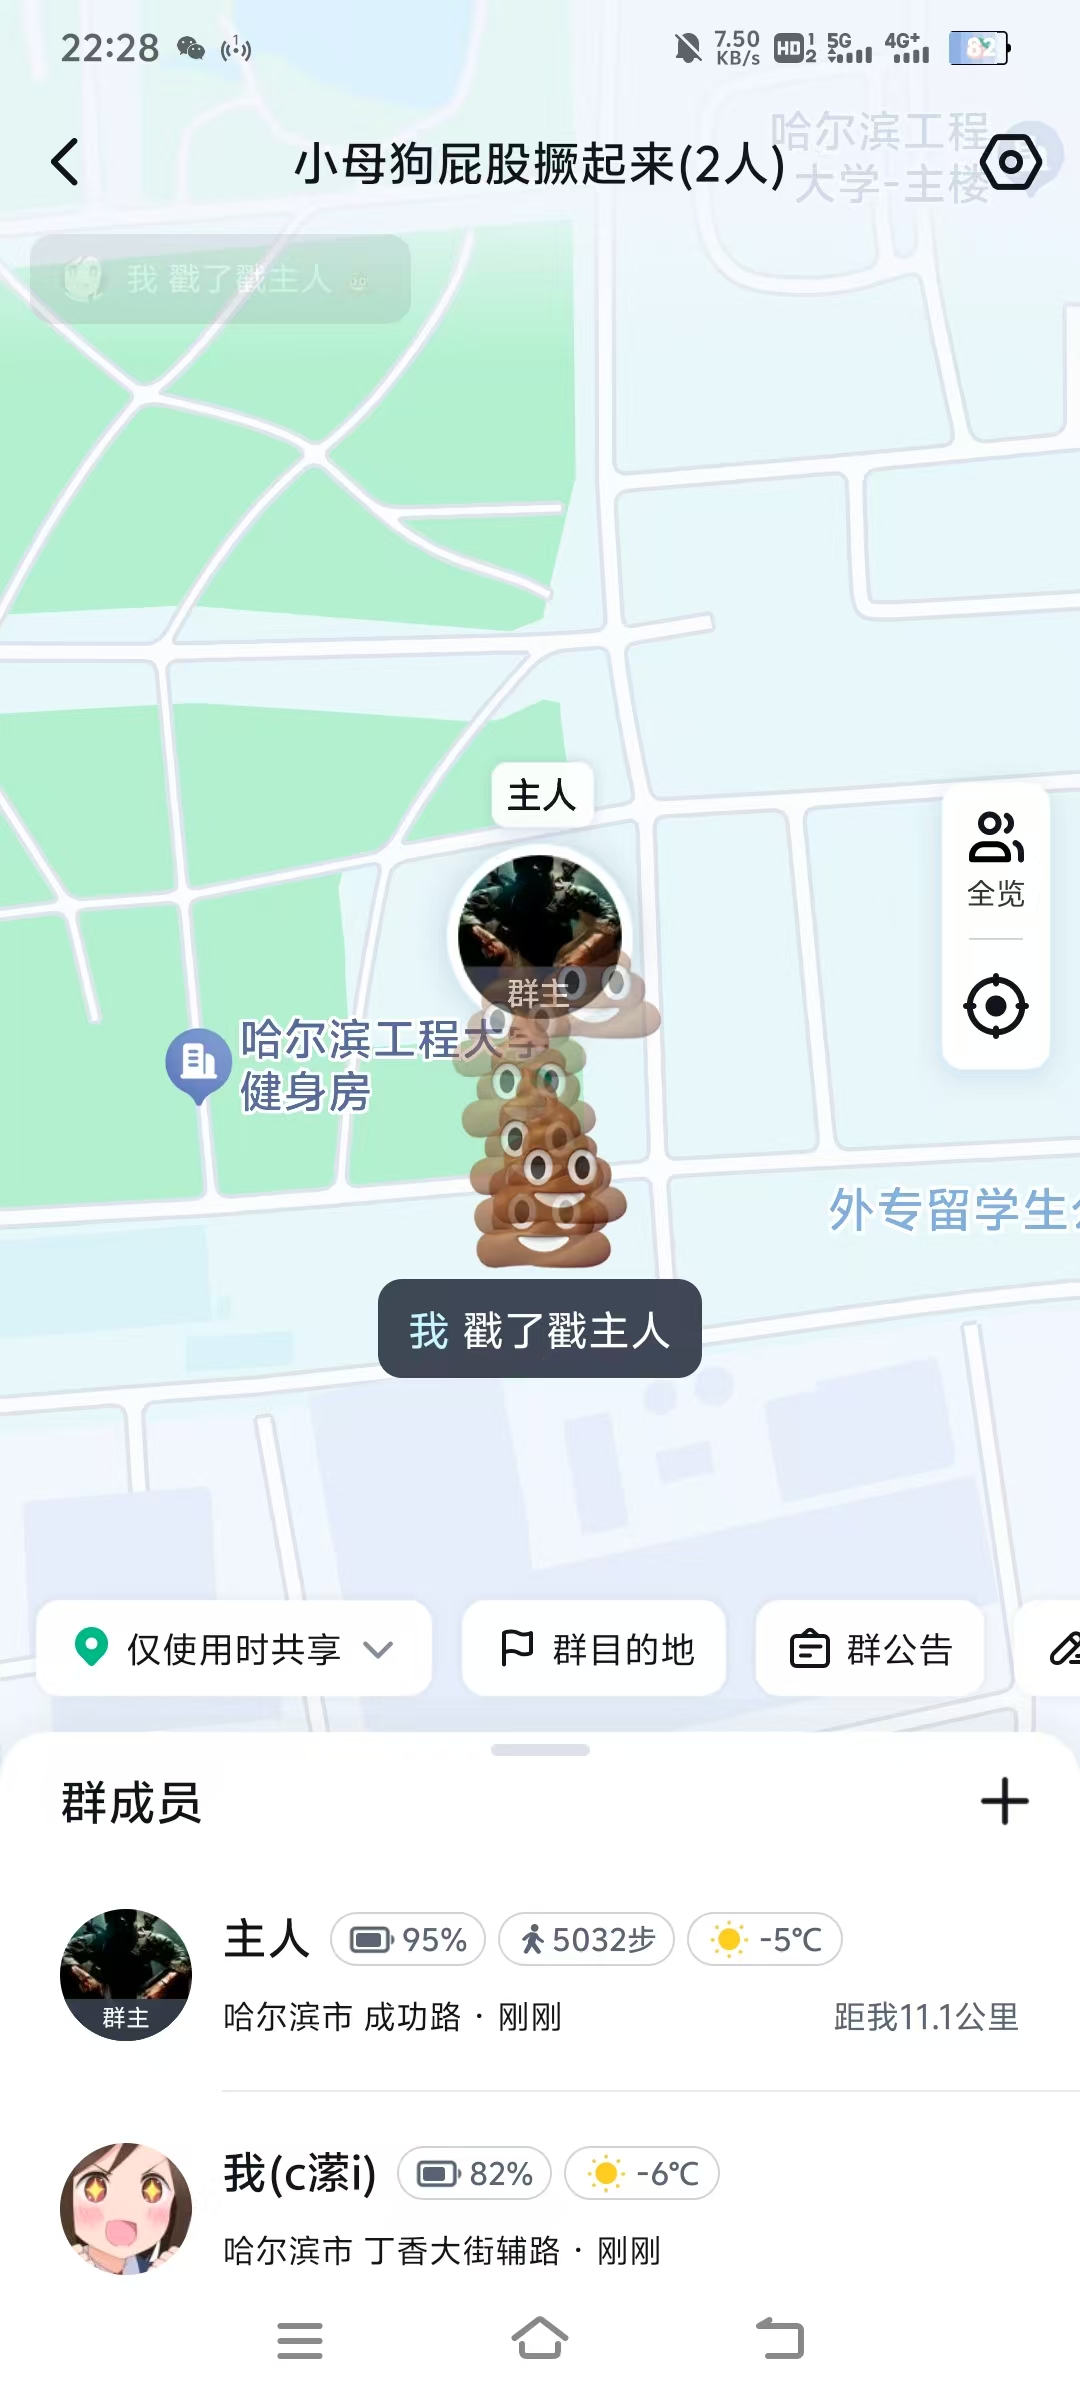 22:28
7.50
KB/s
HD 1 2
5G
4G+
82
哈尔滨工程
大学-主楼
小母狗屁股撅起来(2人)
我 戳了戳主人
主人
群主
全览
哈尔滨工程大学
健身房
外专留学生
我 戳了戳主人
仅使用时共享
群目的地
群公告
群成员
主人
95%
5032步
-5℃
群主
哈尔滨市 成功路 · 刚刚
距我11.1公里
我(c潆i)
82%
-6℃
哈尔滨市 丁香大街辅路 · 刚刚